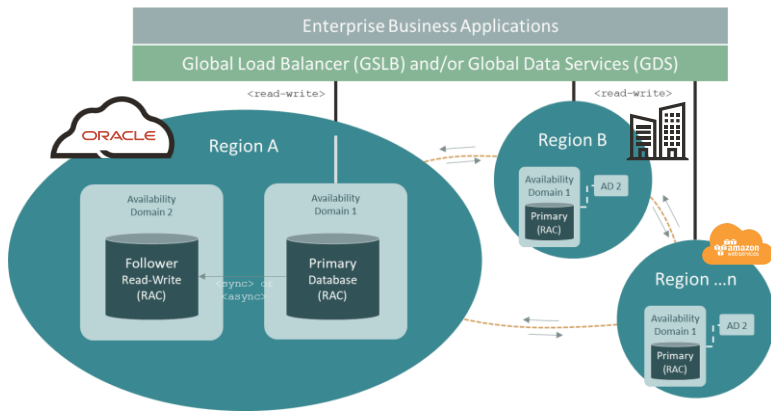 Enterprise Business Applications
Global Load Balancer (GSLB) and/or Global Data Services (GDS)
<read-write>
<read-write>
ORACLE
Region A
Region B
Availability
Domain 2
Availability
Domain 1
Availability
Domain 1
AD 2
Primary
(RAC)
Follower
Read-Write
(RAC)
<sync> or
<async>
Primary
Database
(RAC)
amazon
webservices
Region ...n
Availability
Domain 1
AD 2
Primary
(RAC)